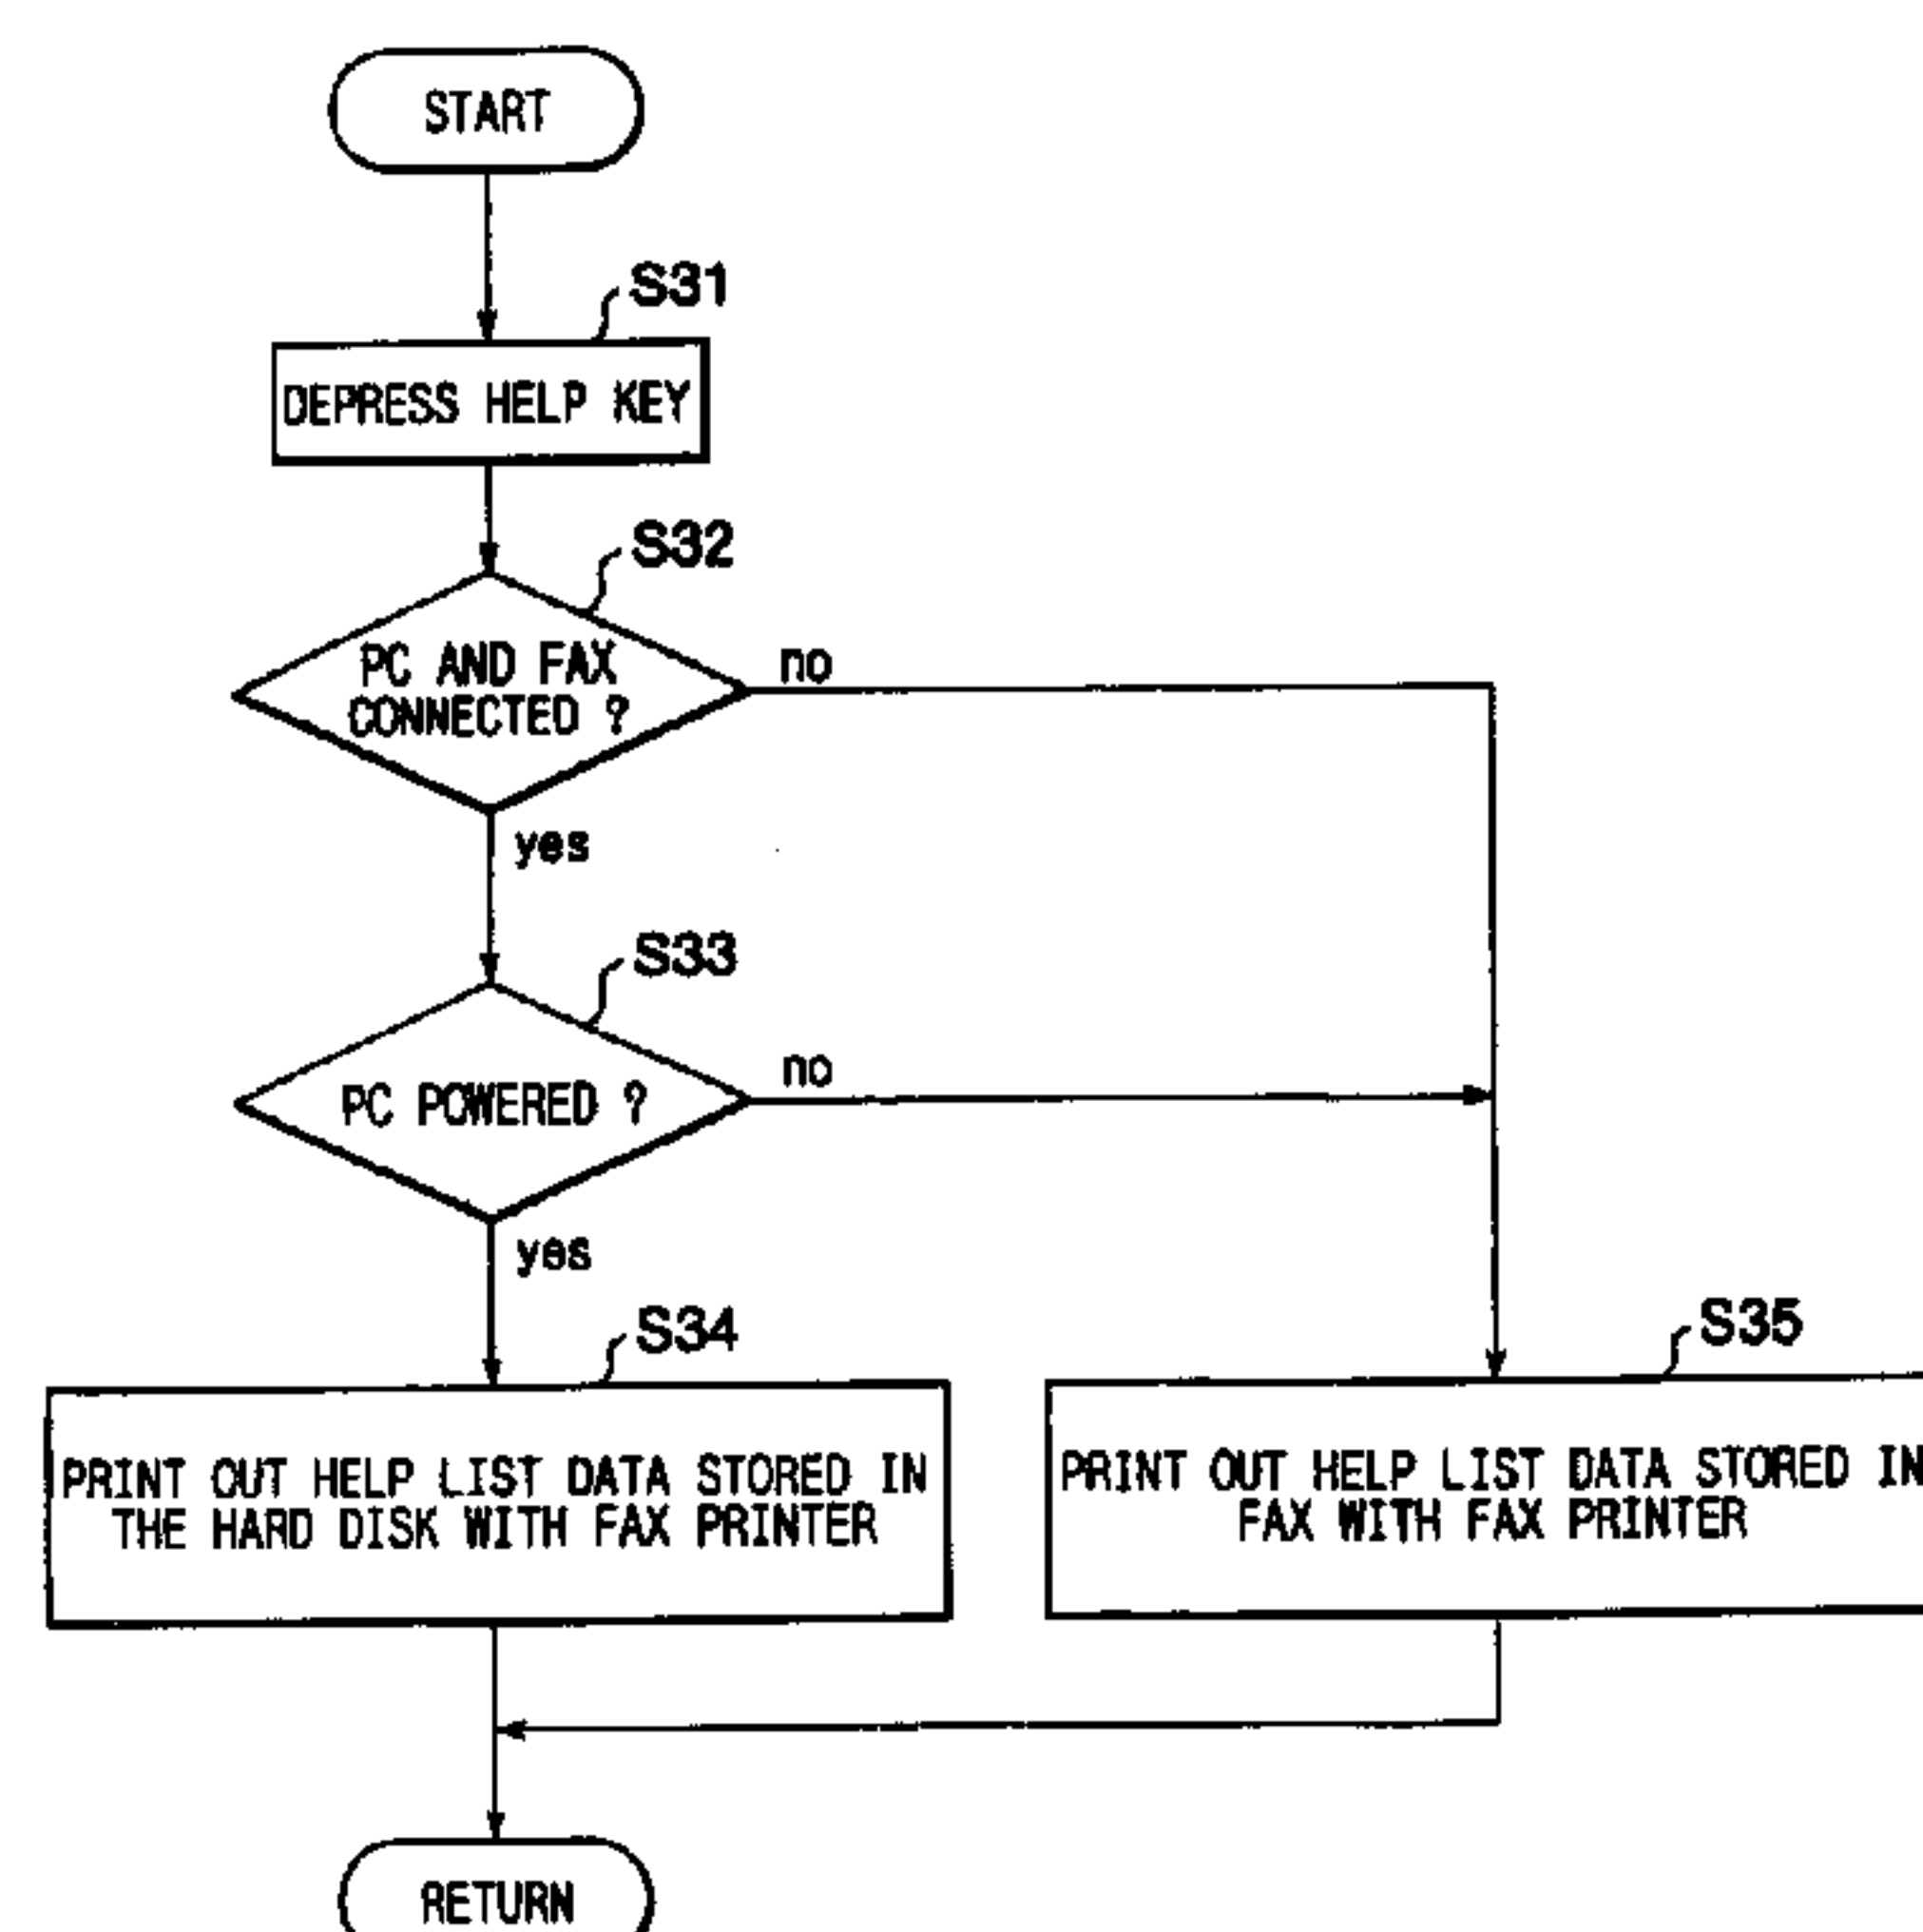 START
S31
DEPRESS HELP KEY
S32
PC AND FAX
CONNECTED ?
no
yes
S33
PC POWERED ?
no
yes
S34
PRINT OUT HELP LIST DATA STORED IN
THE HARD DISK WITH FAX PRINTER
S35
PRINT OUT HELP LIST DATA STORED IN
FAX WITH FAX PRINTER
RETURN